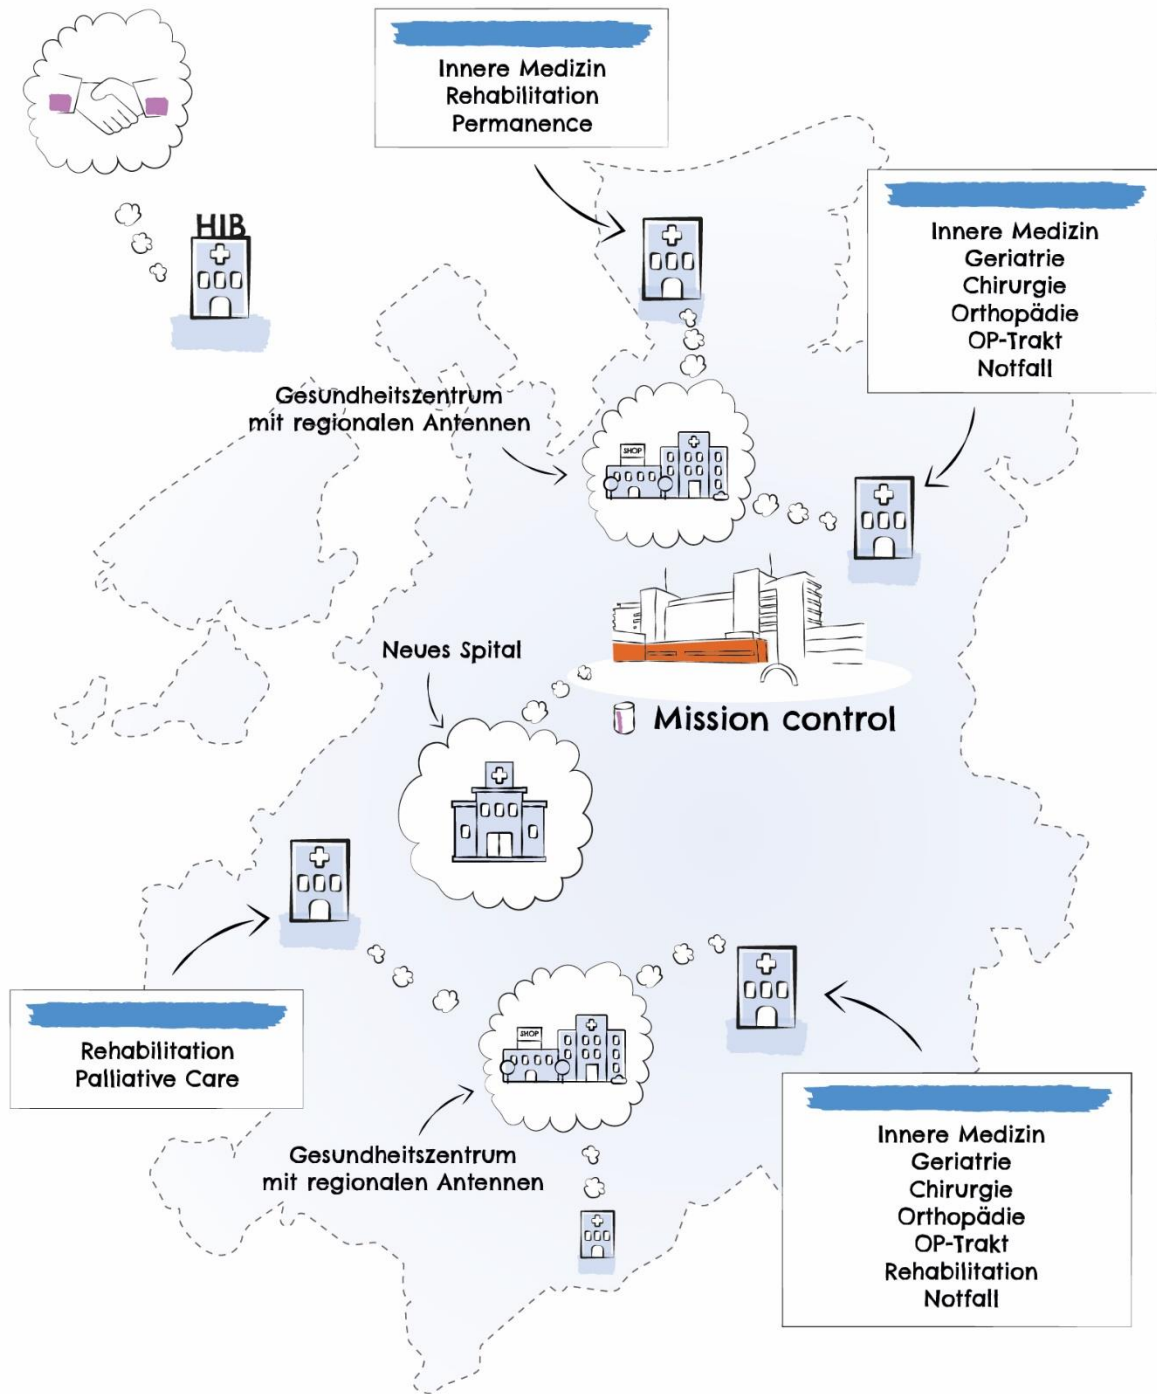 Innere Medizin
Rehabilitation
Permanence
HIB
Innere Medizin
Geriatrie
Chirurgie
Orthopädie
OP-Trakt
Notfall
Gesundheitszentrum
mit regionalen Antennen
SHOP
Neues Spital
Mission control
Rehabilitation
Palliative Care
SHOP
Gesundheitszentrum
mit regionalen Antennen
Innere Medizin
Geriatrie
Chirurgie
Orthopädie
OP-Trakt
Rehabilitation
Notfall